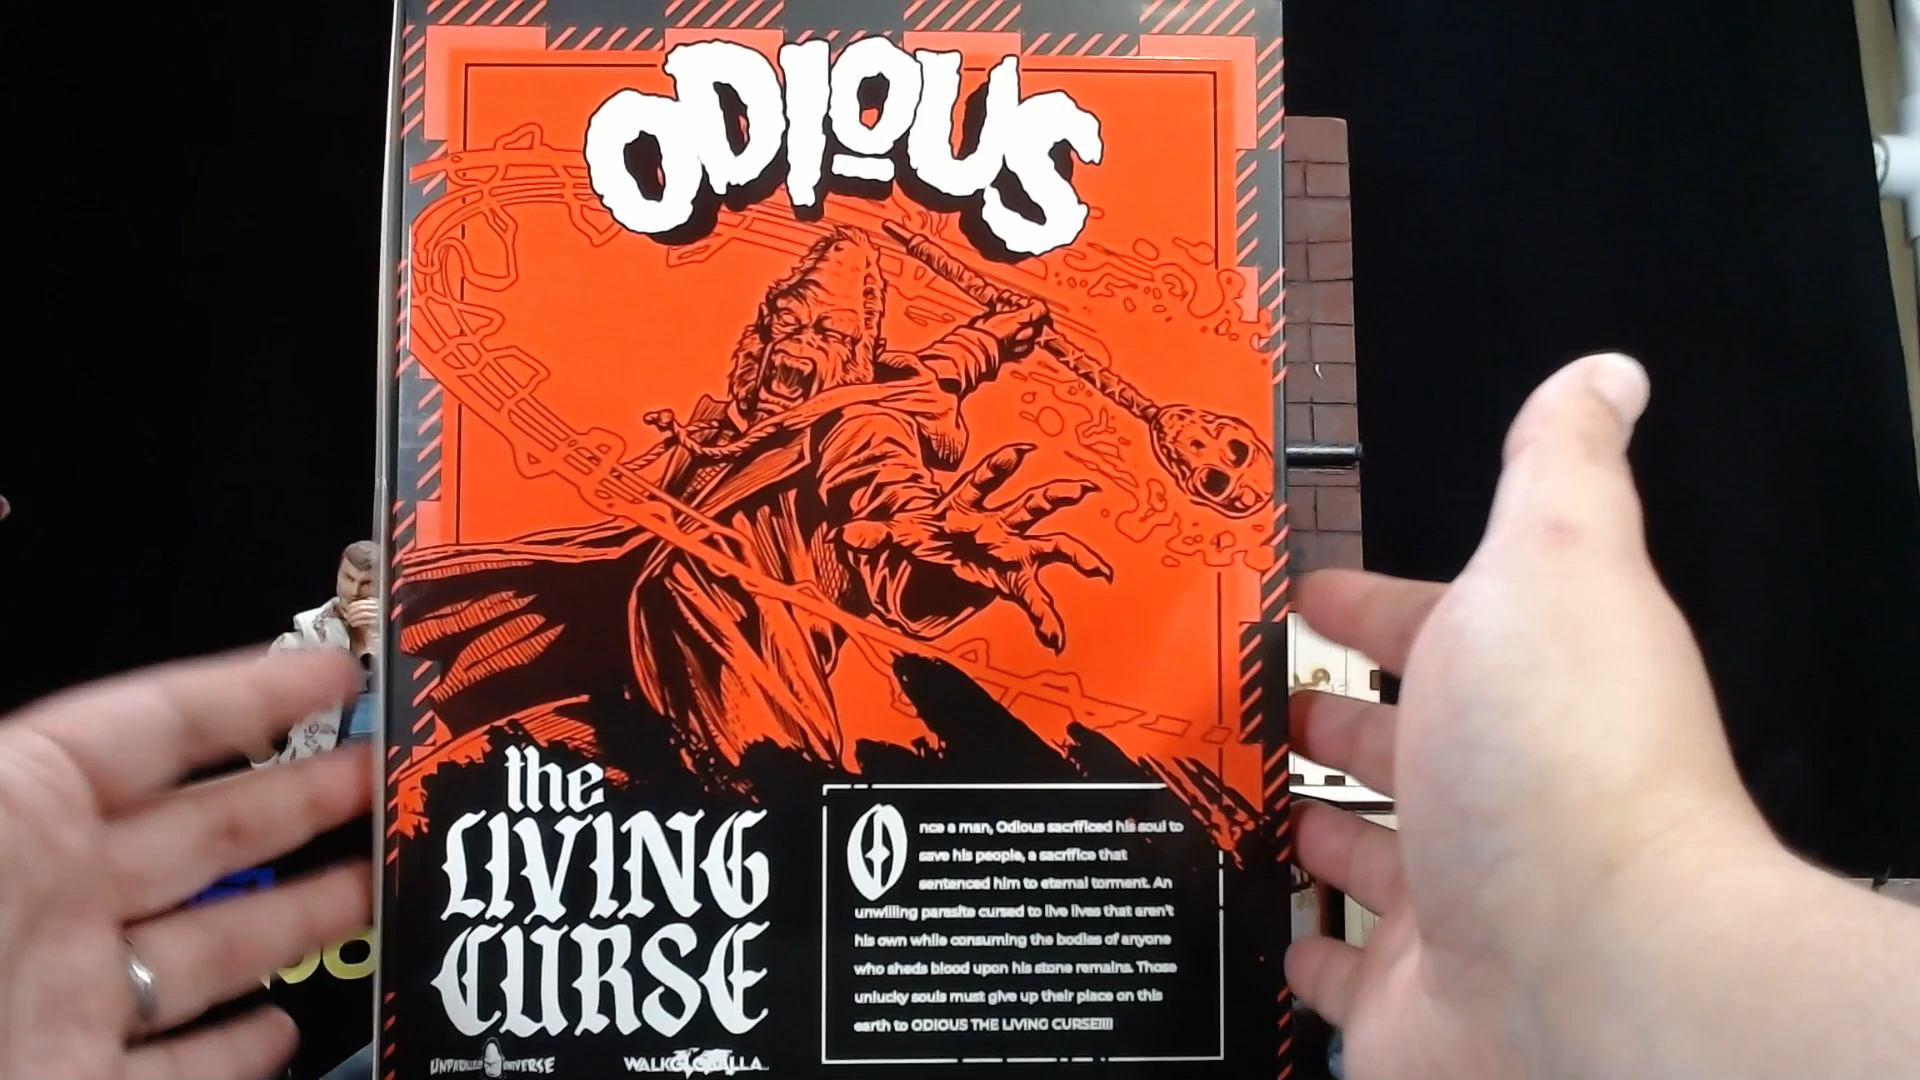 ODIOUS
the
LIVING
CURSE
Once a man, Odious sacrificed his soul to
save his people, a sacrifice that
sentenced him to eternal torment. An
unwilling parasite cursed to live lives that aren't
his own while consuming the bodies of anyone
who sheds blood upon his stone remains. Those
unlucky souls must give up their place on this
earth to ODIOUS THE LIVING CURSE!!!!